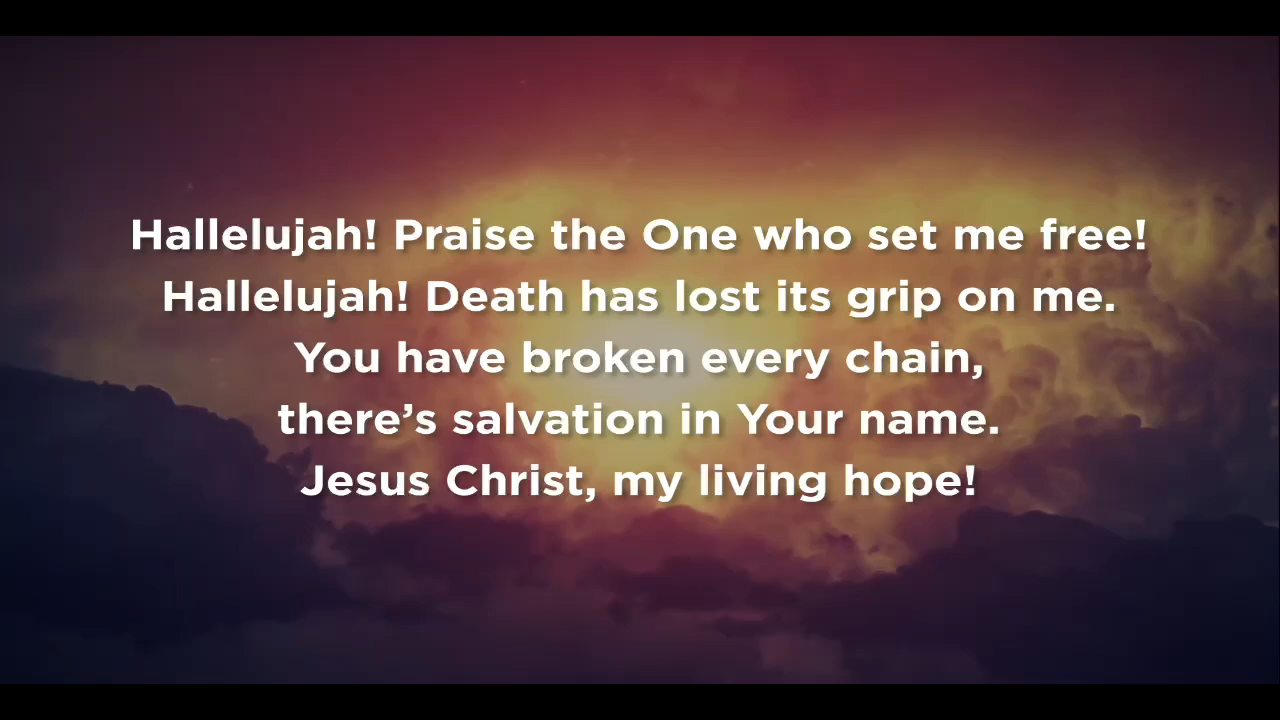 Hallelujah! Praise the One who set me free!
Hallelujah! Death has lost its grip on me.
You have broken every chain,
there’s salvation in Your name.
Jesus Christ, my living hope!